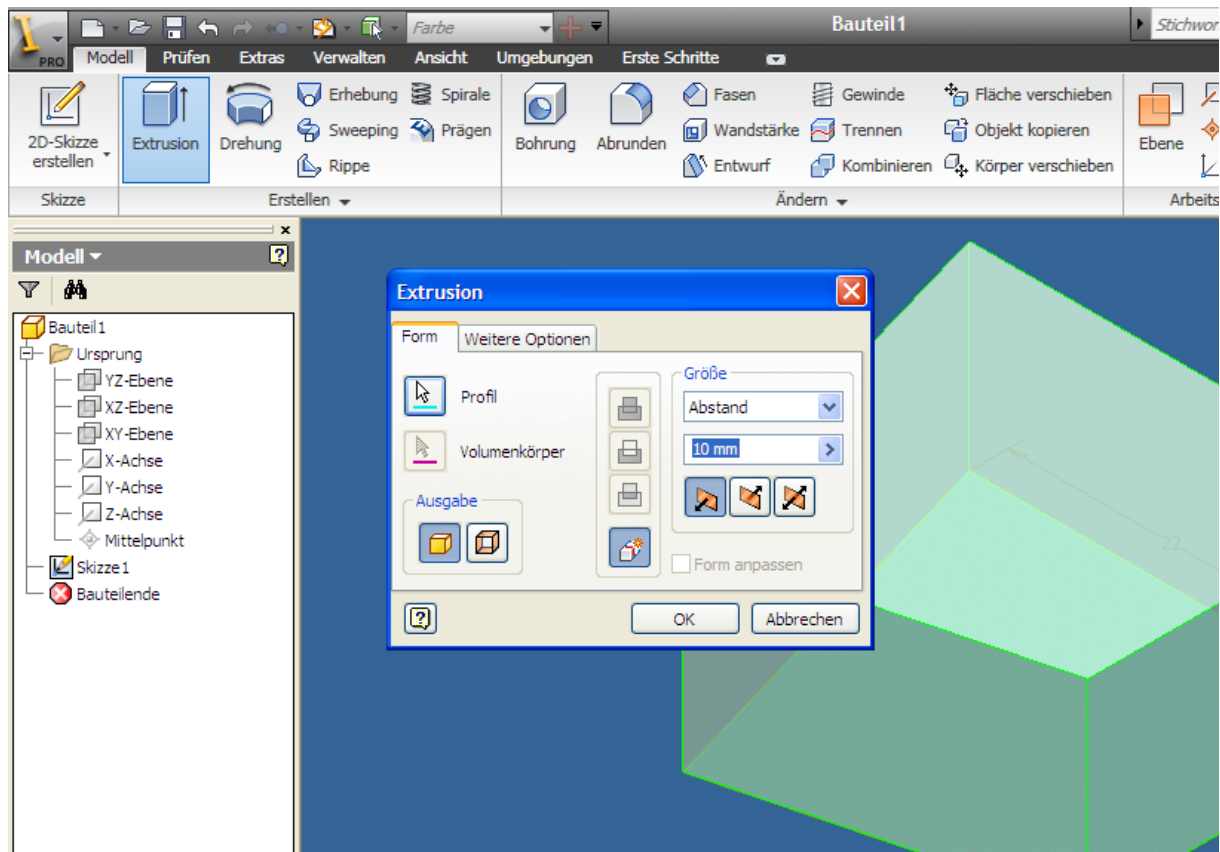 Farbe
Bauteil1
Stichwor
PRO
Modell Prüfen Extras Verwalten Ansicht Umgebungen Erste Schritte
2D-Skizze
erstellen
Extrusion
Drehung
Erhebung
Spirale
Sweeping
Prägen
Rippe
Bohrung
Abrunden
Fasen
Gewinde
Fläche verschieben
Wandstärke
Trennen
Objekt kopieren
Entwurf
Kombinieren
Körper verschieben
Ebene
Skizze
Erstellen
Ändern
Arbeits
Modell
Bauteil1
Ursprung
YZ-Ebene
XZ-Ebene
XY-Ebene
X-Achse
Y-Achse
Z-Achse
Mittelpunkt
Skizze1
Bauteilende
Extrusion
Form
Weitere Optionen
Profil
Volumenkörper
Ausgabe
Größe
Abstand
10 mm
Form anpassen
OK
Abbrechen
22